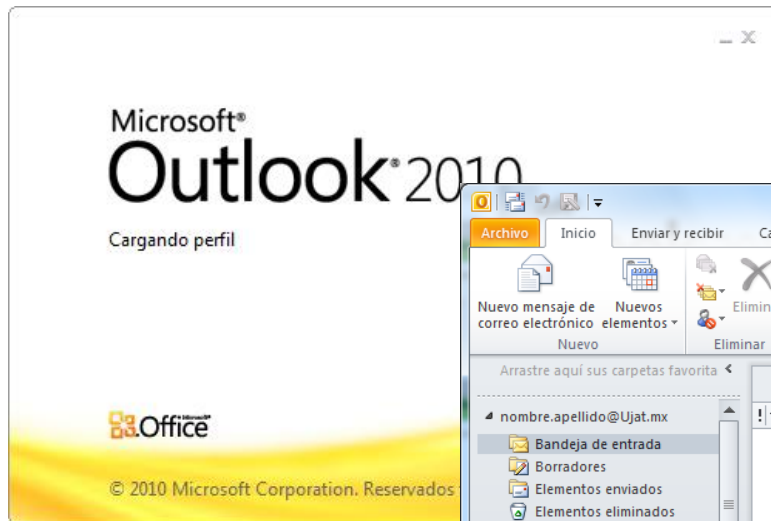 Microsoft®
Outlook® 2010
Cargando perfil
Microsoft®
Office
© 2010 Microsoft Corporation. Reservados
Archivo Inicio Enviar y recibir
Nuevo mensaje de correo electrónico
Nuevos elementos
Nuevo
Eliminar
Arrastre aquí sus carpetas favorita
nombre.apellido@Ujat.mx
Bandeja de entrada
Borradores
Elementos enviados
Elementos eliminados